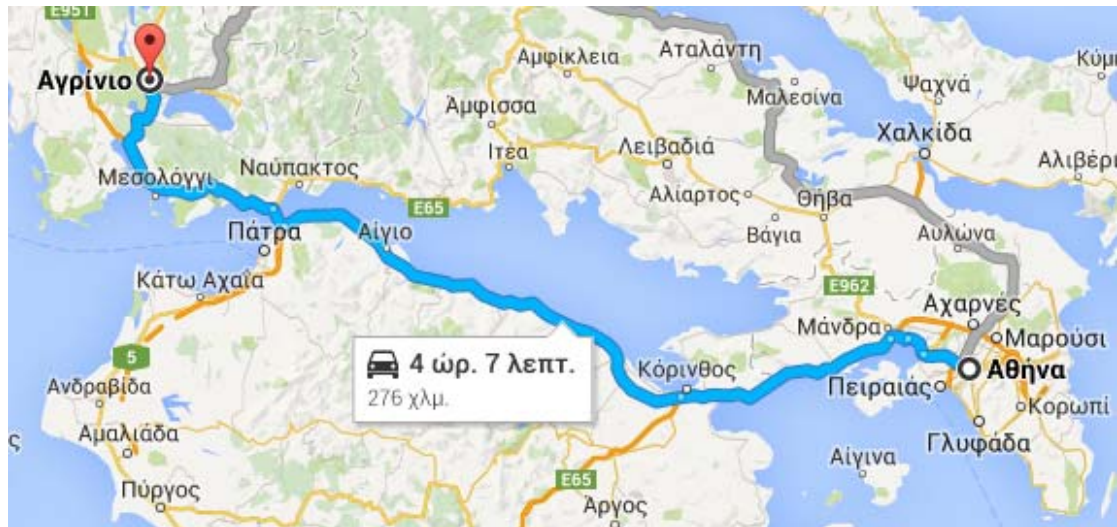 E951
Αταλάντη
Αμφίκλεια
Κύμ
Αγρίνιο
Ψαχνά
Μαλεσίνα
Άμφισσα
Χαλκίδα
Ιτέα
Λειβαδιά
Αλιβέρι
Ναύπακτος
Μεσολόγγι
Αλίαρτος
Θήβα
E65
Πάτρα
Αίγιο
Βάγια
Αυλώνα
Κάτω Αχαΐα
E962
Αχαρνές
Μάνδρα
Μαρούσι
5
4 ώρ. 7 λεπτ.
276 χλμ.
Αθήνα
Ανδραβίδα
Κόρινθος
Πειραιάς
Κορωπί
Αμαλιάδα
ς
Γλυφάδα
Αίγινα
E65
Πύργος
Άργος